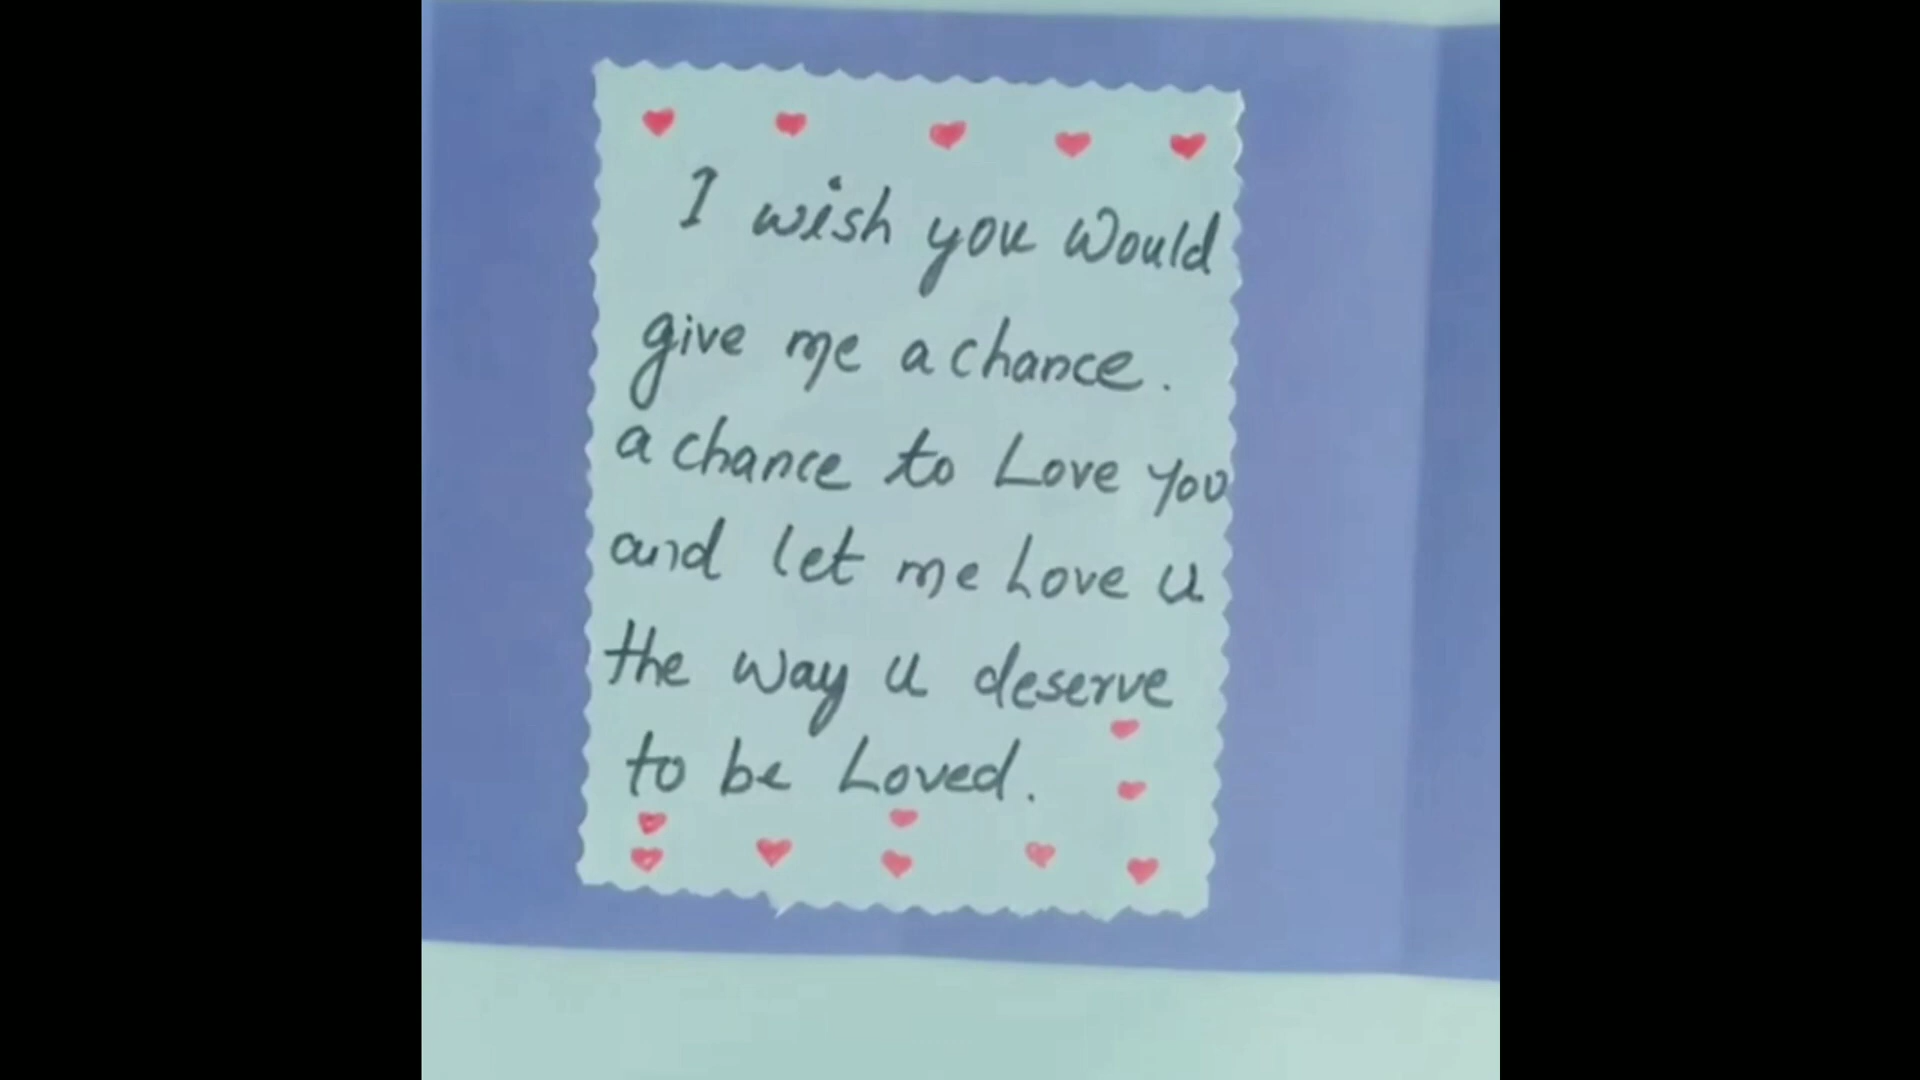 I wish you Would
give me a chance.
a chance to Love you
and let me Love u
the way u deserve
to be Loved.